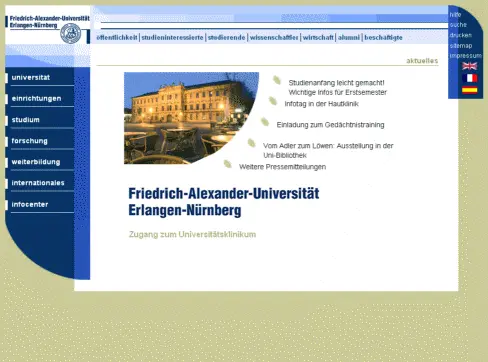 Friedrich-Alexander-Universität
Erlangen-Nürnberg
öffentlichkeit | studieninteressierte | studierende | wissenschaftler | wirtschaft | alumni | beschäftigte
hilfe
suche
drucken
sitemap
impressum
aktuelles
universität
einrichtungen
studium
forschung
weiterbildung
internationales
infocenter
Studienanfang leicht gemacht!
Wichtige Infos für Erstsemester
Infotag in der Hautklinik
Einladung zum Gedächtnistraining
Vom Adler zum Löwen: Ausstellung in der
Uni-Bibliothek
Weitere Pressemitteilungen
Friedrich-Alexander-Universität
Erlangen-Nürnberg
Zugang zum Universitätsklinikum